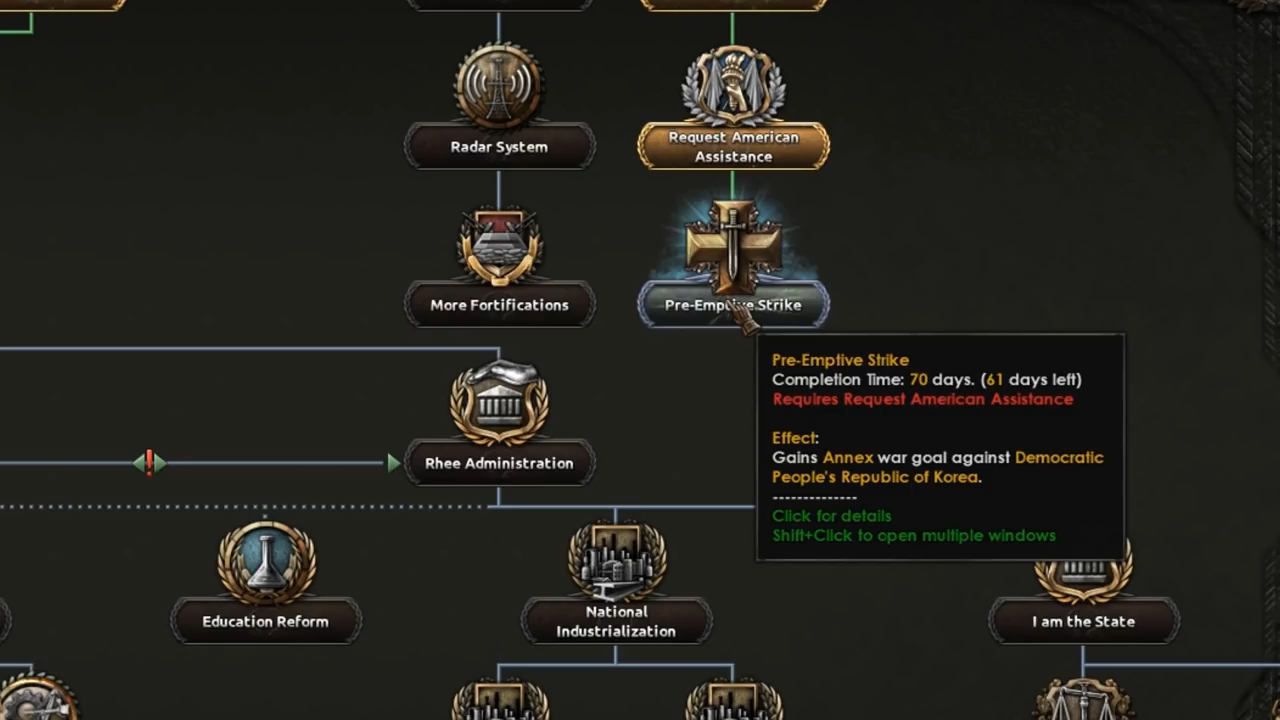 Radar System
Request American
Assistance
More Fortifications
Pre-Emptive Strike
Pre-Emptive Strike
Completion Time: 70 days. (61 days left)
Requires Request American Assistance
Effect:
Gains Annex war goal against Democratic
People's Republic of Korea.
--------------
Click for details
Shift+Click to open multiple windows
Rhee Administration
Education Reform
National
Industrialization
I am the State